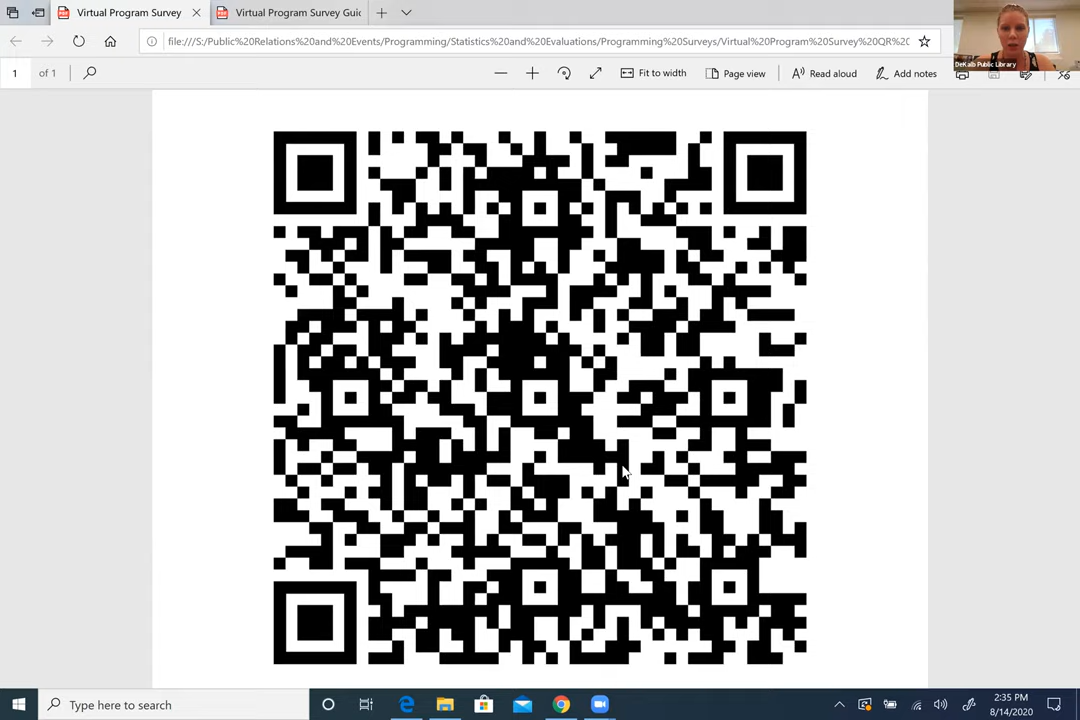 Virtual Program Survey
Virtual Program Survey Guid
file:///S:/Public%20Relations%20and%20Events/Programming/Statistics%20and%20Evaluations/Programming%20Surveys/Virtual%20Program%20Survey%20QR%
DeKalb Public Library
1 of 1
Fit to width
Page view
Read aloud
Add notes
Type here to search
2:35 PM
8/14/2020